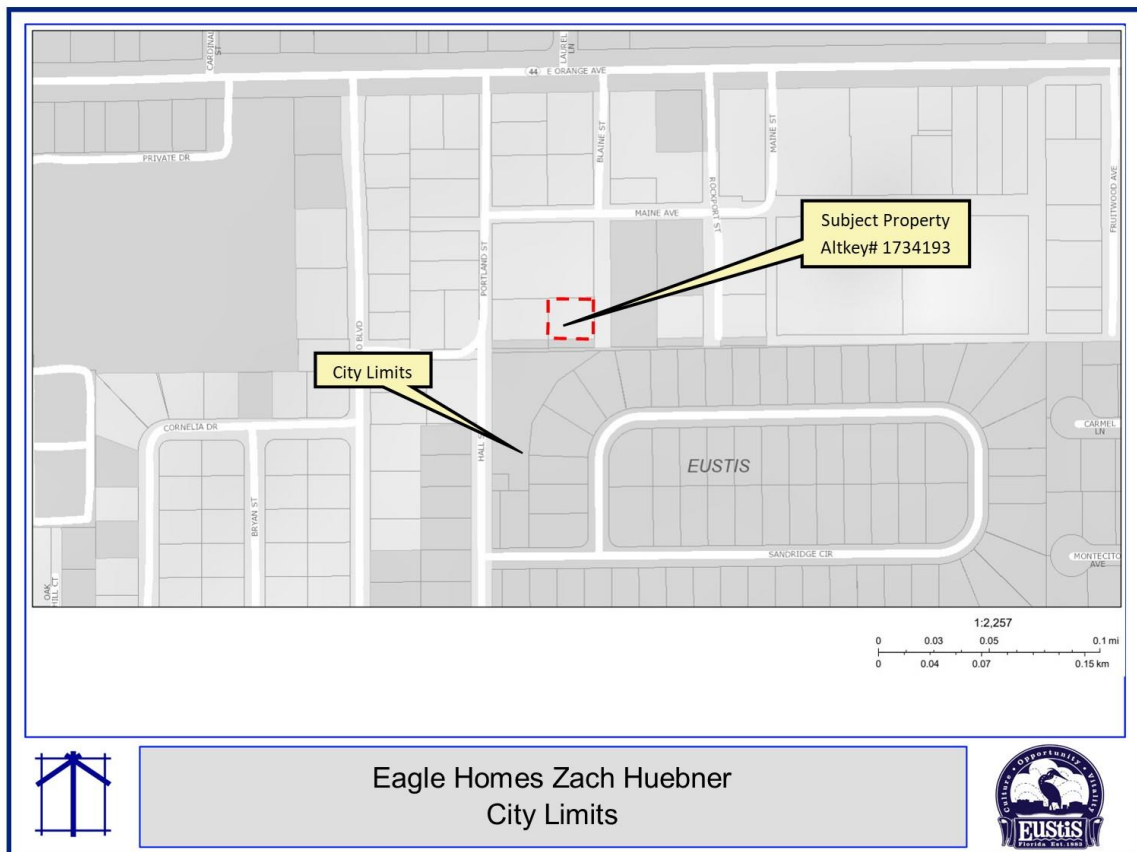 CARDINAL
ST
LAUREL
LN
44 E ORANGE AVE
PRIVATE DR
BLAINE ST
MAINE ST
MAINE AVE
ROCKPORT ST
FRUITWOOD AVE
PORTLAND ST
Subject Property
Altkey# 1734193
O BLVD
City Limits
CORNELIA DR
HALL S
EUSTIS
CARMEL
LN
BRYAN ST
SANDRIDGE CIR
MONTECITO
AVE
OAK
HILL CT
1:2,257
0 0.03 0.05 0.1 mi
0 0.04 0.07 0.15 km
Eagle Homes Zach Huebner
City Limits
Culture • Opportunity • Vitality
EUSTIS
Florida Est. 1883